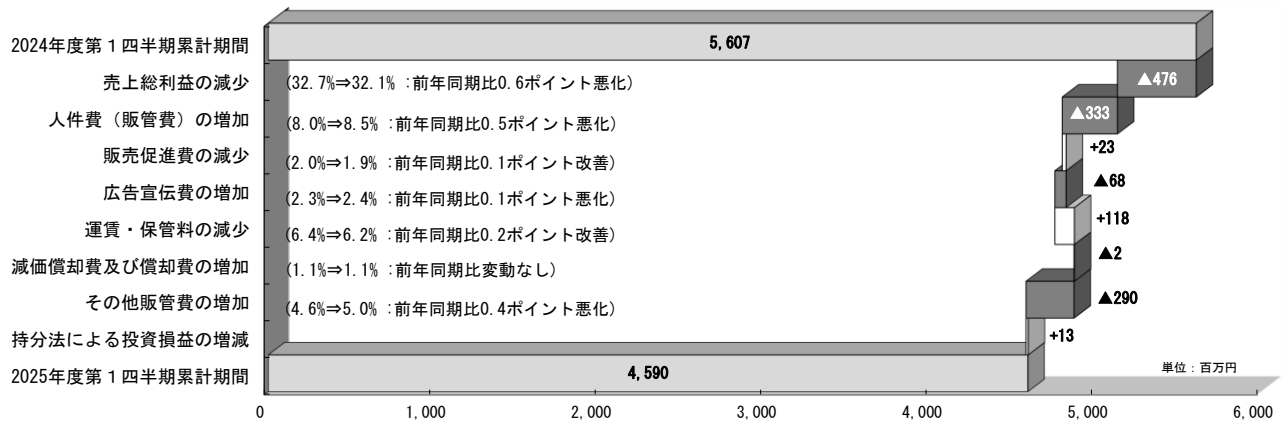 2024年度第1四半期累計期間 5,607
売上総利益の減少 (32.7%⇒32.1% :前年同期比0.6ポイント悪化) ▲476
人件費（販管費）の増加 (8.0%⇒8.5% :前年同期比0.5ポイント悪化) ▲333
販売促進費の減少 (2.0%⇒1.9% :前年同期比0.1ポイント改善) +23
広告宣伝費の増加 (2.3%⇒2.4% :前年同期比0.1ポイント悪化) ▲68
運賃・保管料の減少 (6.4%⇒6.2% :前年同期比0.2ポイント改善) +118
減価償却費及び償却費の増加 (1.1%⇒1.1% :前年同期比変動なし) ▲2
その他販管費の増加 (4.6%⇒5.0% :前年同期比0.4ポイント悪化) ▲290
持分法による投資損益の増減 +13
2025年度第1四半期累計期間 4,590 単位：百万円
0 1,000 2,000 3,000 4,000 5,000 6,000